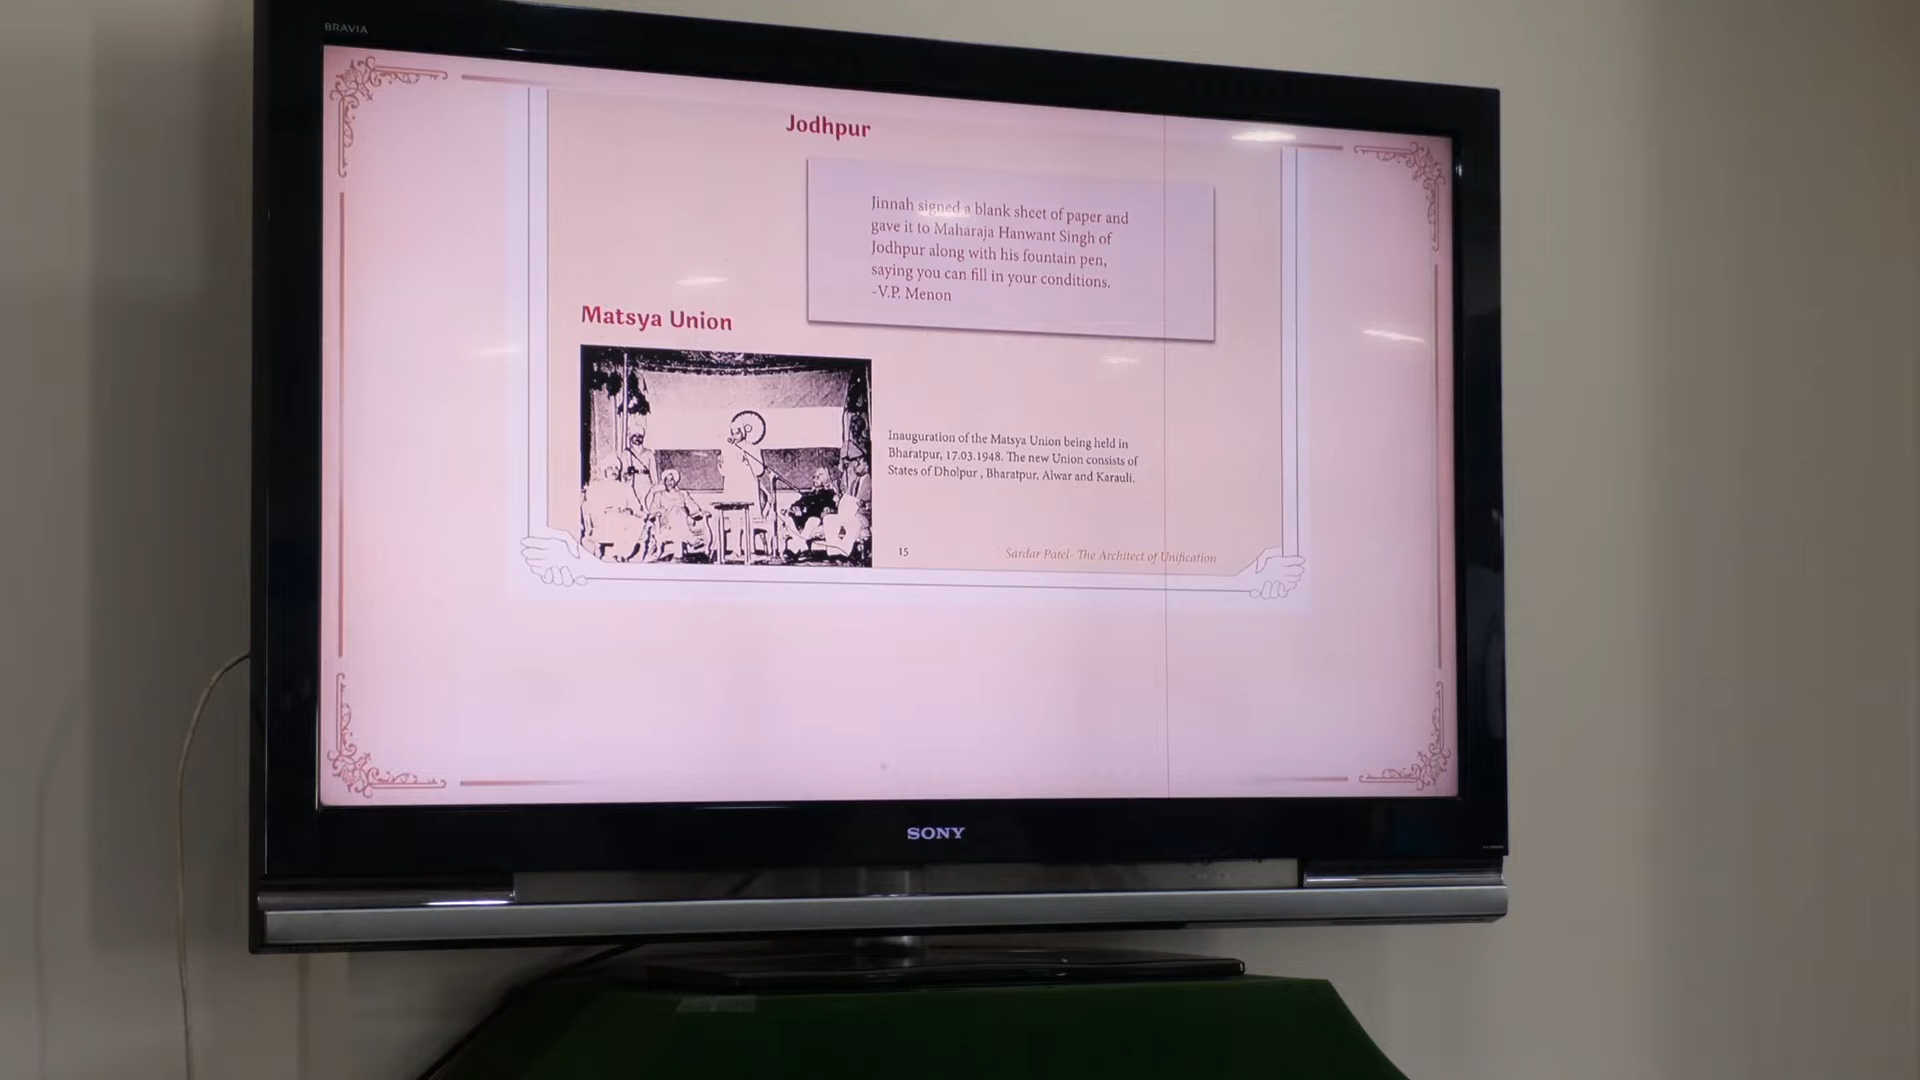 BRAVIA
Jodhpur
Jinnah signed a blank sheet of paper and
gave it to Maharaja Hanwant Singh of
Jodhpur along with his fountain pen,
saying you can fill in your conditions.
-V.P. Menon
Matsya Union
Inauguration of the Matsya Union being held in
Bharatpur, 17.03.1948. The new Union consists of
States of Dholpur , Bharatpur, Alwar and Karauli.
15
Sardar Patel- The Architect of Unification
SONY